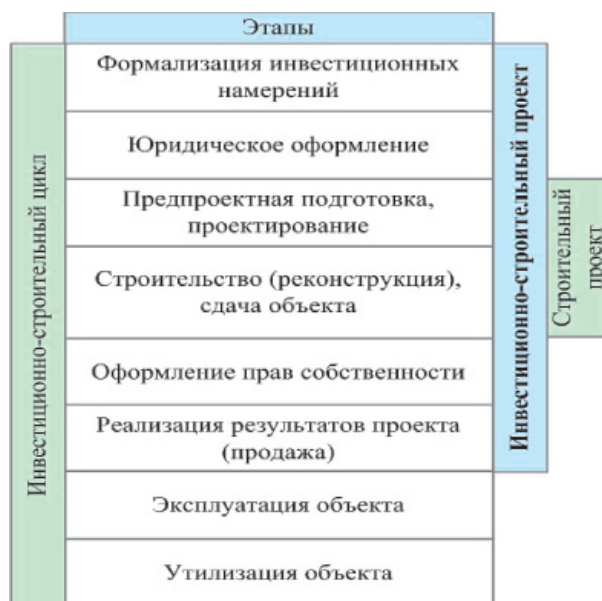 Этапы
Инвестиционно-строительный цикл
Формализация инвестиционных
намерений
Юридическое оформление
Предпроектная подготовка,
проектирование
Строительство (реконструкция),
сдача объекта
Оформление прав собственности
Реализация результатов проекта
(продажа)
Эксплуатация объекта
Утилизация объекта
Инвестиционно-строительный проект
Строительный
проект